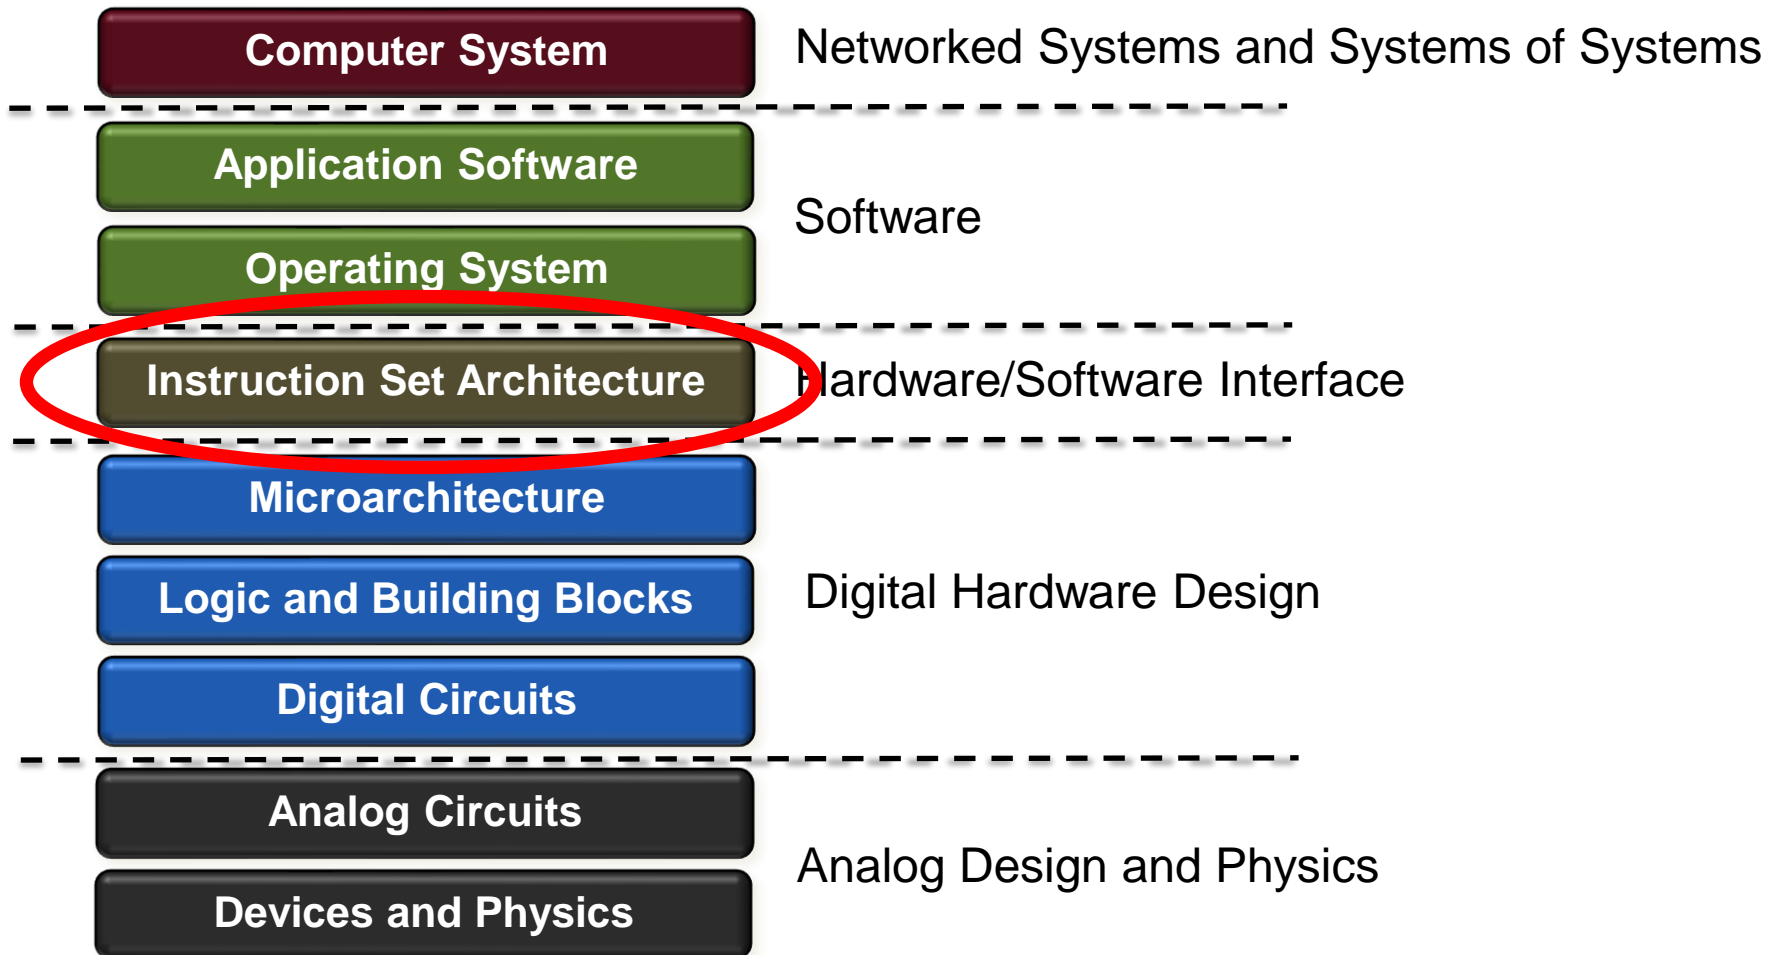 Computer System
Networked Systems and Systems of Systems
Application Software
Software
Operating System
Instruction Set Architecture
Hardware/Software Interface
Microarchitecture
Logic and Building Blocks
Digital Hardware Design
Digital Circuits
Analog Circuits
Analog Design and Physics
Devices and Physics